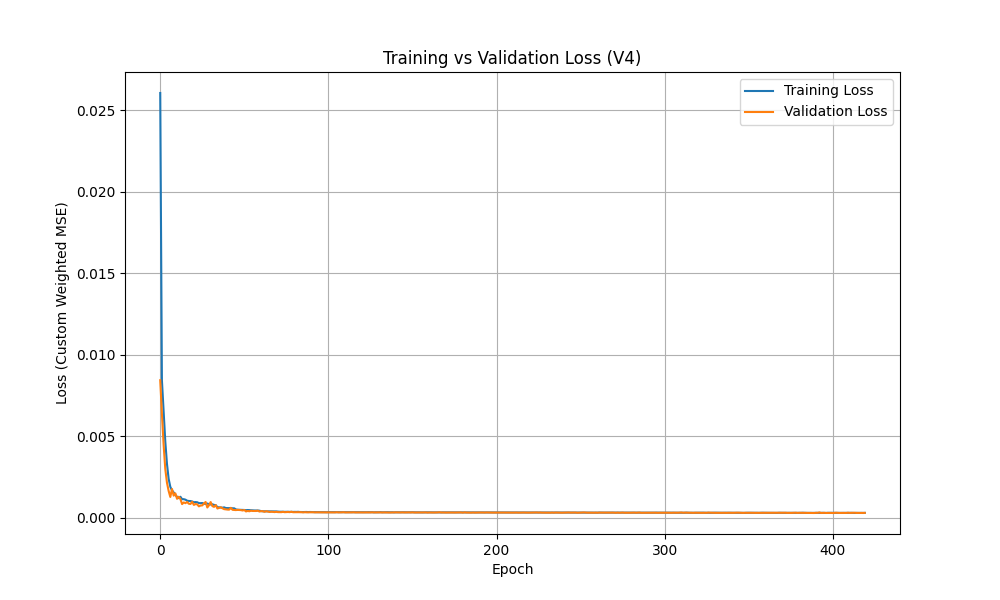 Training vs Validation Loss (V4)
Training Loss
Validation Loss
Loss (Custom Weighted MSE)
0.025
0.020
0.015
0.010
0.005
0.000
0 100 200 300 400
Epoch